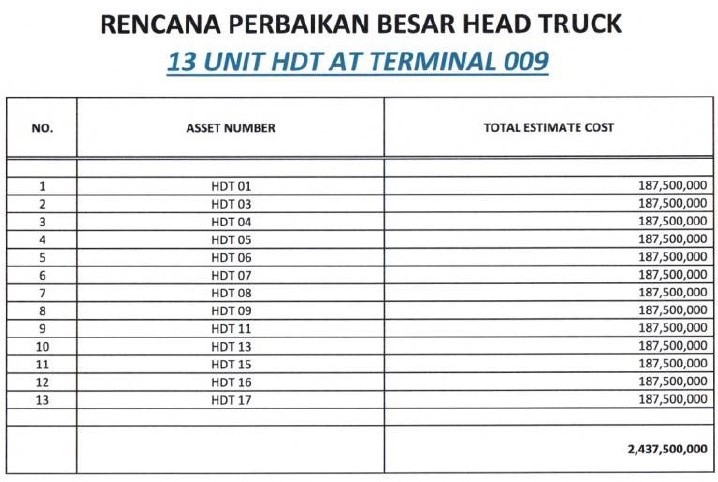 RENCANA PERBAIKAN BESAR HEAD TRUCK
13 UNIT HDT AT TERMINAL 009
NO. ASSET NUMBER TOTAL ESTIMATE COST
1 HDT 01 187,500,000
2 HDT 03 187,500,000
3 HDT 04 187,500,000
4 HDT 05 187,500,000
5 HDT 06 187,500,000
6 HDT 07 187,500,000
7 HDT 08 187,500,000
8 HDT 09 187,500,000
9 HDT 11 187,500,000
10 HDT 13 187,500,000
11 HDT 15 187,500,000
12 HDT 16 187,500,000
13 HDT 17 187,500,000
2,437,500,000